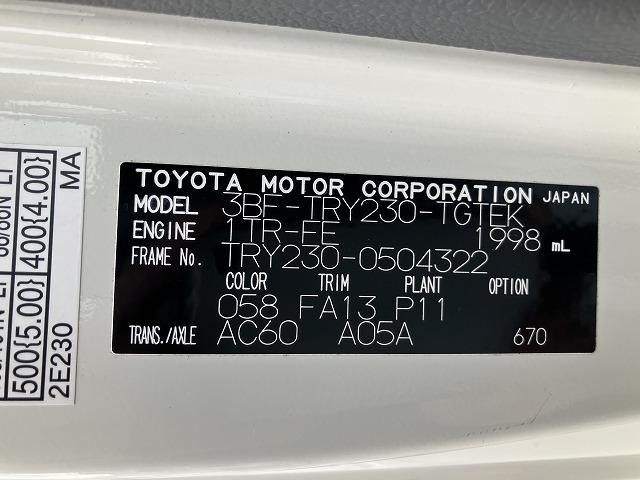 TOYOTA MOTOR CORPORATION JAPAN
MODEL 3BF-TRY230-TGTEK
ENGINE 1TR-FE 1998 mL
FRAME No. TRY230-0504322
COLOR TRIM PLANT OPTION
058 FA13 P11
TRANS./AXLE AC60 A05A 670
500{5.00} 400{4.00}
2E230 MA